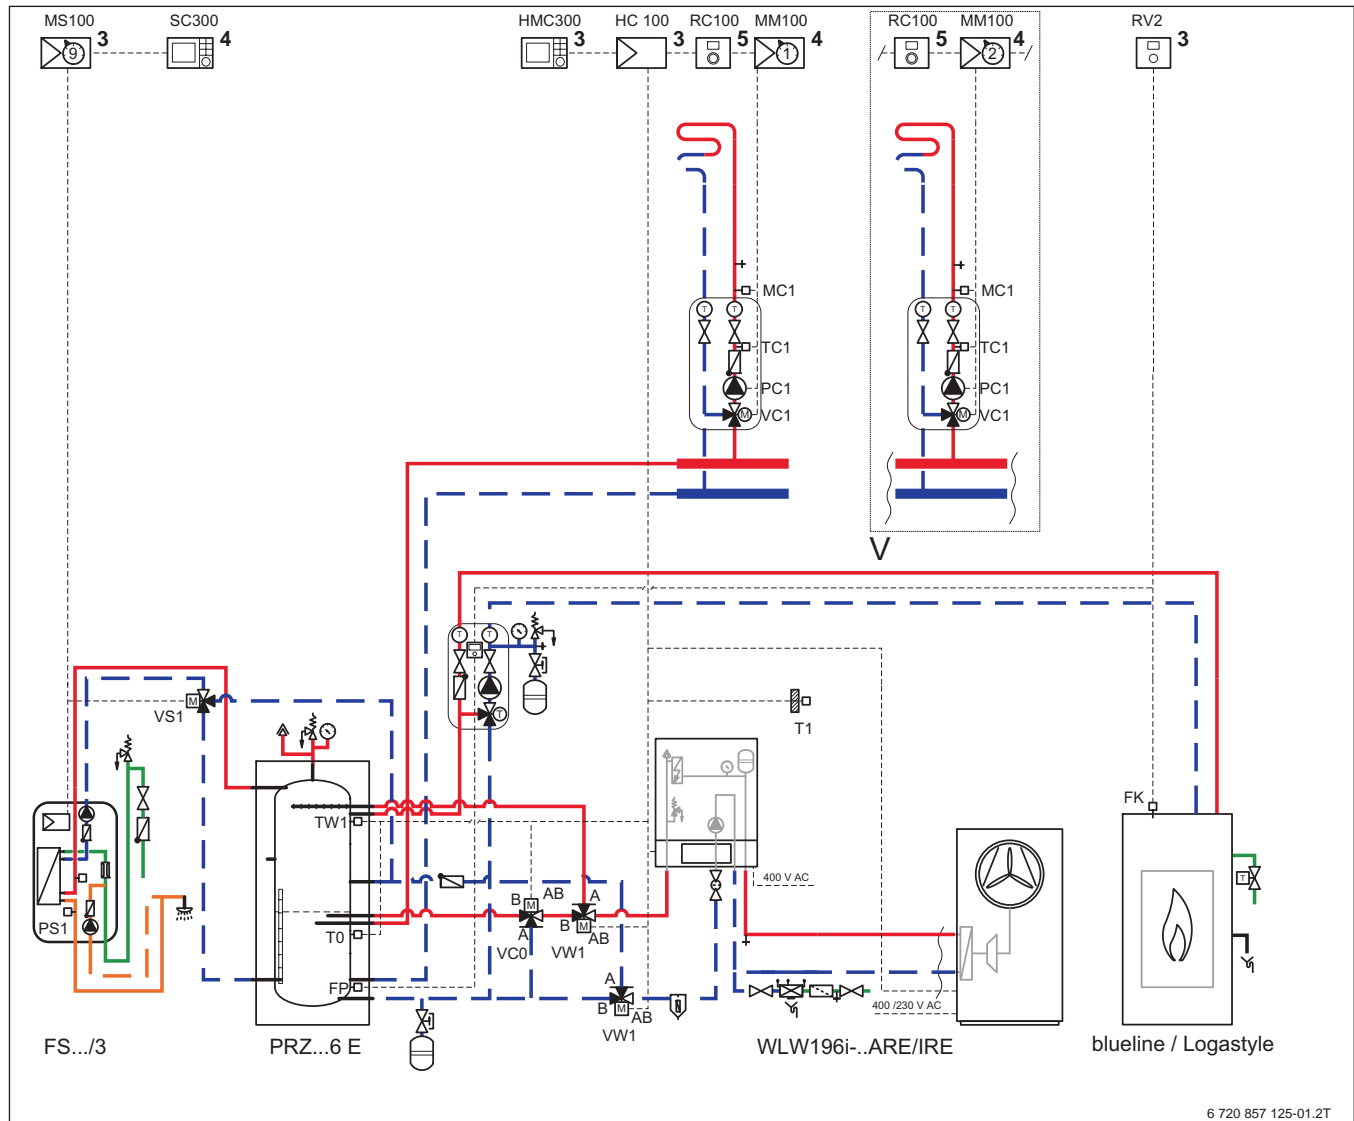 MS100 SC300 HMC300 HC 100 RC100 MM100 RC100 MM100 RV2
9 3 4 3 3 5 1 4 5 2 4 3
MC1 MC1
T T T T
TC1 TC1
PC1 PC1
M VC1 M VC1
V
T T
M
VS1
T
T1
TW1
FK
400 V AC
M AB A
B
PS1
A
T0 VC0 B M AB
VW1
T
FP
A
B M AB
400 /230 V AC
VW1
FS.../3 PRZ...6 E WLW196i-..ARE/IRE blueline / Logastyle
6 720 857 125-01.2T